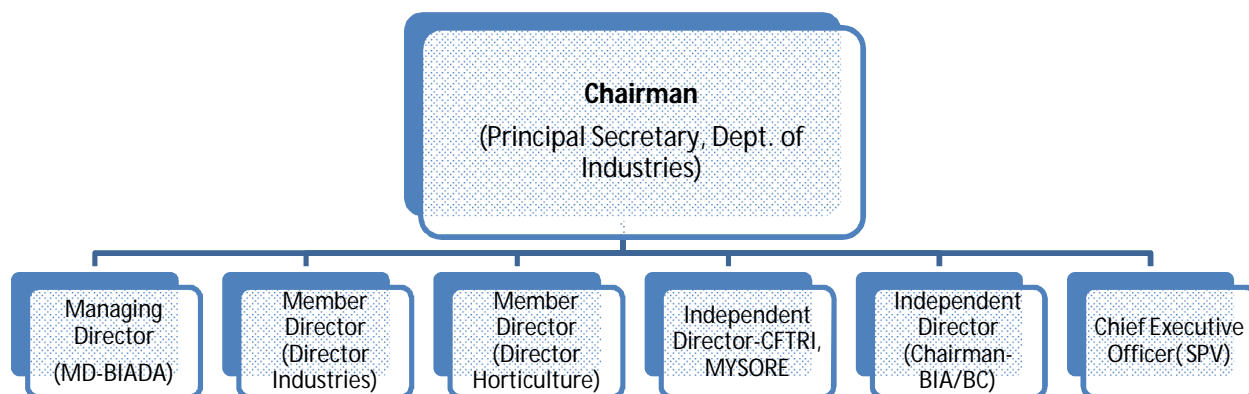 Chairman
(Principal Secretary, Dept. of
Industries)
Managing
Director
(MD-BIADA)
Member
Director
(Director
Industries)
Member
Director
(Director
Horticulture)
Independent
Director-CFTRI,
MYSORE
Independent
Director
(Chairman-
BIA/BC)
Chief Executive
Officer( SPV)